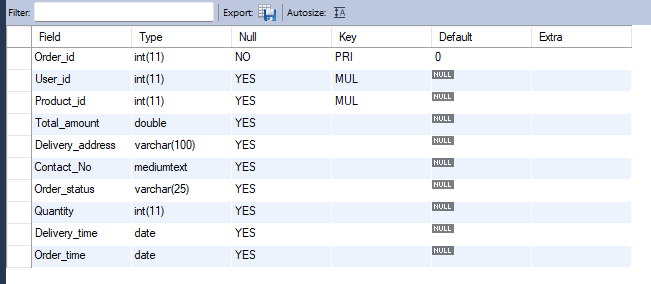 Filter: Export: Autosize:
Field Type Null Key Default Extra
Order_id int(11) NO PRI 0
User_id int(11) YES MUL NULL
Product_id int(11) YES MUL NULL
Total_amount double YES NULL
Delivery_address varchar(100) YES NULL
Contact_No mediumtext YES NULL
Order_status varchar(25) YES NULL
Quantity int(11) YES NULL
Delivery_time date YES NULL
Order_time date YES NULL